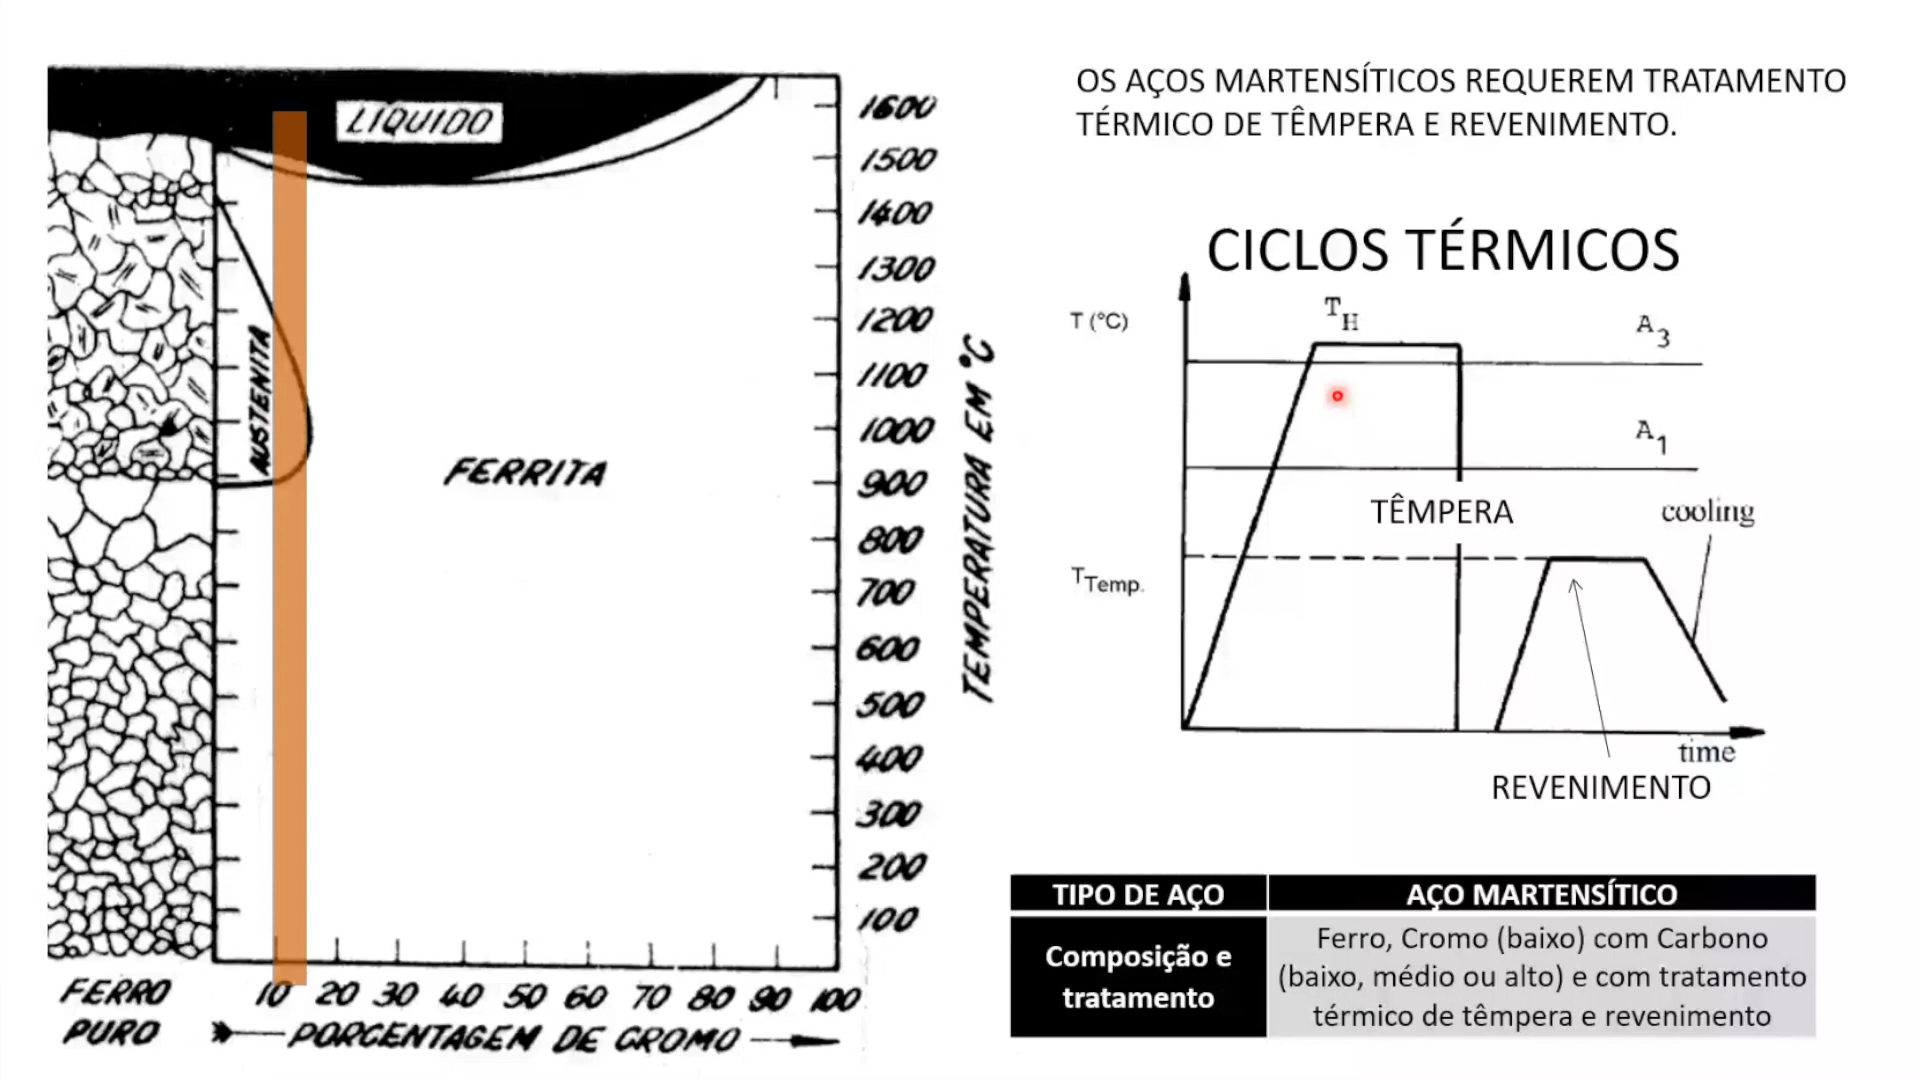 LÍQUIDO
AUSTENITA
FERRITA
1600
1500
1400
1300
1200
1100
1000
900
800
700
600
500
400
300
200
100
TEMPERATURA EM °C
FERRO
PURO
10 20 30 40 50 60 70 80 90 100
PORCENTAGEM DE CROMO
OS AÇOS MARTENSÍTICOS REQUEREM TRATAMENTO
TÉRMICO DE TÊMPERA E REVENIMENTO.
CICLOS TÉRMICOS
T (°C)
TH
A3
A1
TÊMPERA
cooling
TTemp.
time
REVENIMENTO
TIPO DE AÇO
AÇO MARTENSÍTICO
Composição e
tratamento
Ferro, Cromo (baixo) com Carbono
(baixo, médio ou alto) e com tratamento
térmico de têmpera e revenimento